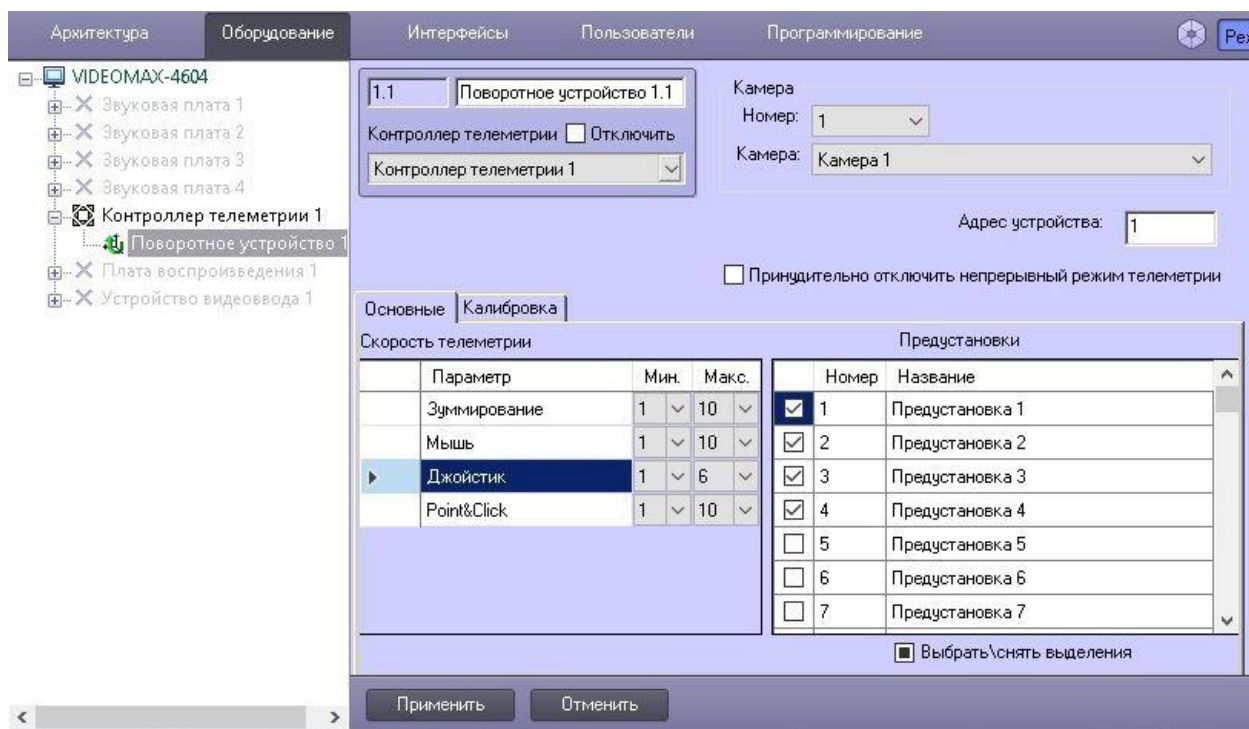 Архитектура Оборудование Интерфейсы Пользователи Программирование Реж
VIDEOMAX-4604
Звуковая плата 1
Звуковая плата 2
Звуковая плата 3
Звуковая плата 4
Контроллер телеметрии 1
Поворотное устройство 1
Плата воспроизведения 1
Устройство видеоввода 1
1.1 Поворотное устройство 1.1
Контроллер телеметрии Отключить
Контроллер телеметрии 1
Камера
Номер: 1
Камера: Камера 1
Адрес устройства: 1
Принудительно отключить непрерывный режим телеметрии
Основные Калибровка
Скорость телеметрии
Параметр Мин. Макс.
Зуммирование 1 10
Мышь 1 10
Джойстик 1 6
Point&Click 1 10
Предустановки
Номер Название
1 Предустановка 1
2 Предустановка 2
3 Предустановка 3
4 Предустановка 4
5 Предустановка 5
6 Предустановка 6
7 Предустановка 7
Выбрать\снять выделения
Применить Отменить